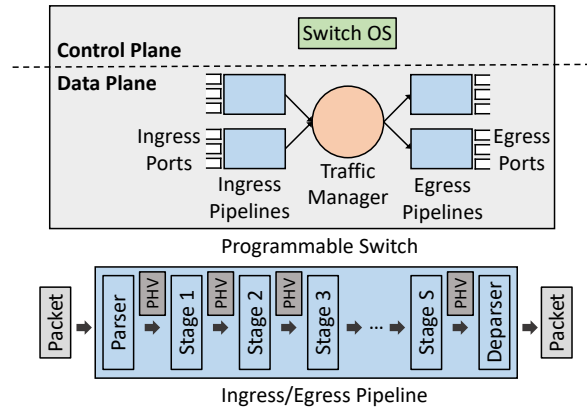 Switch OS
Control Plane
Data Plane
Ingress
Ports
Ingress
Pipelines
Traffic
Manager
Egress
Pipelines
Egress
Ports
Programmable Switch
Packet
Parser
PHV
Stage 1
PHV
Stage 2
PHV
Stage 3
...
Stage S
PHV
Deparser
Packet
Ingress/Egress Pipeline